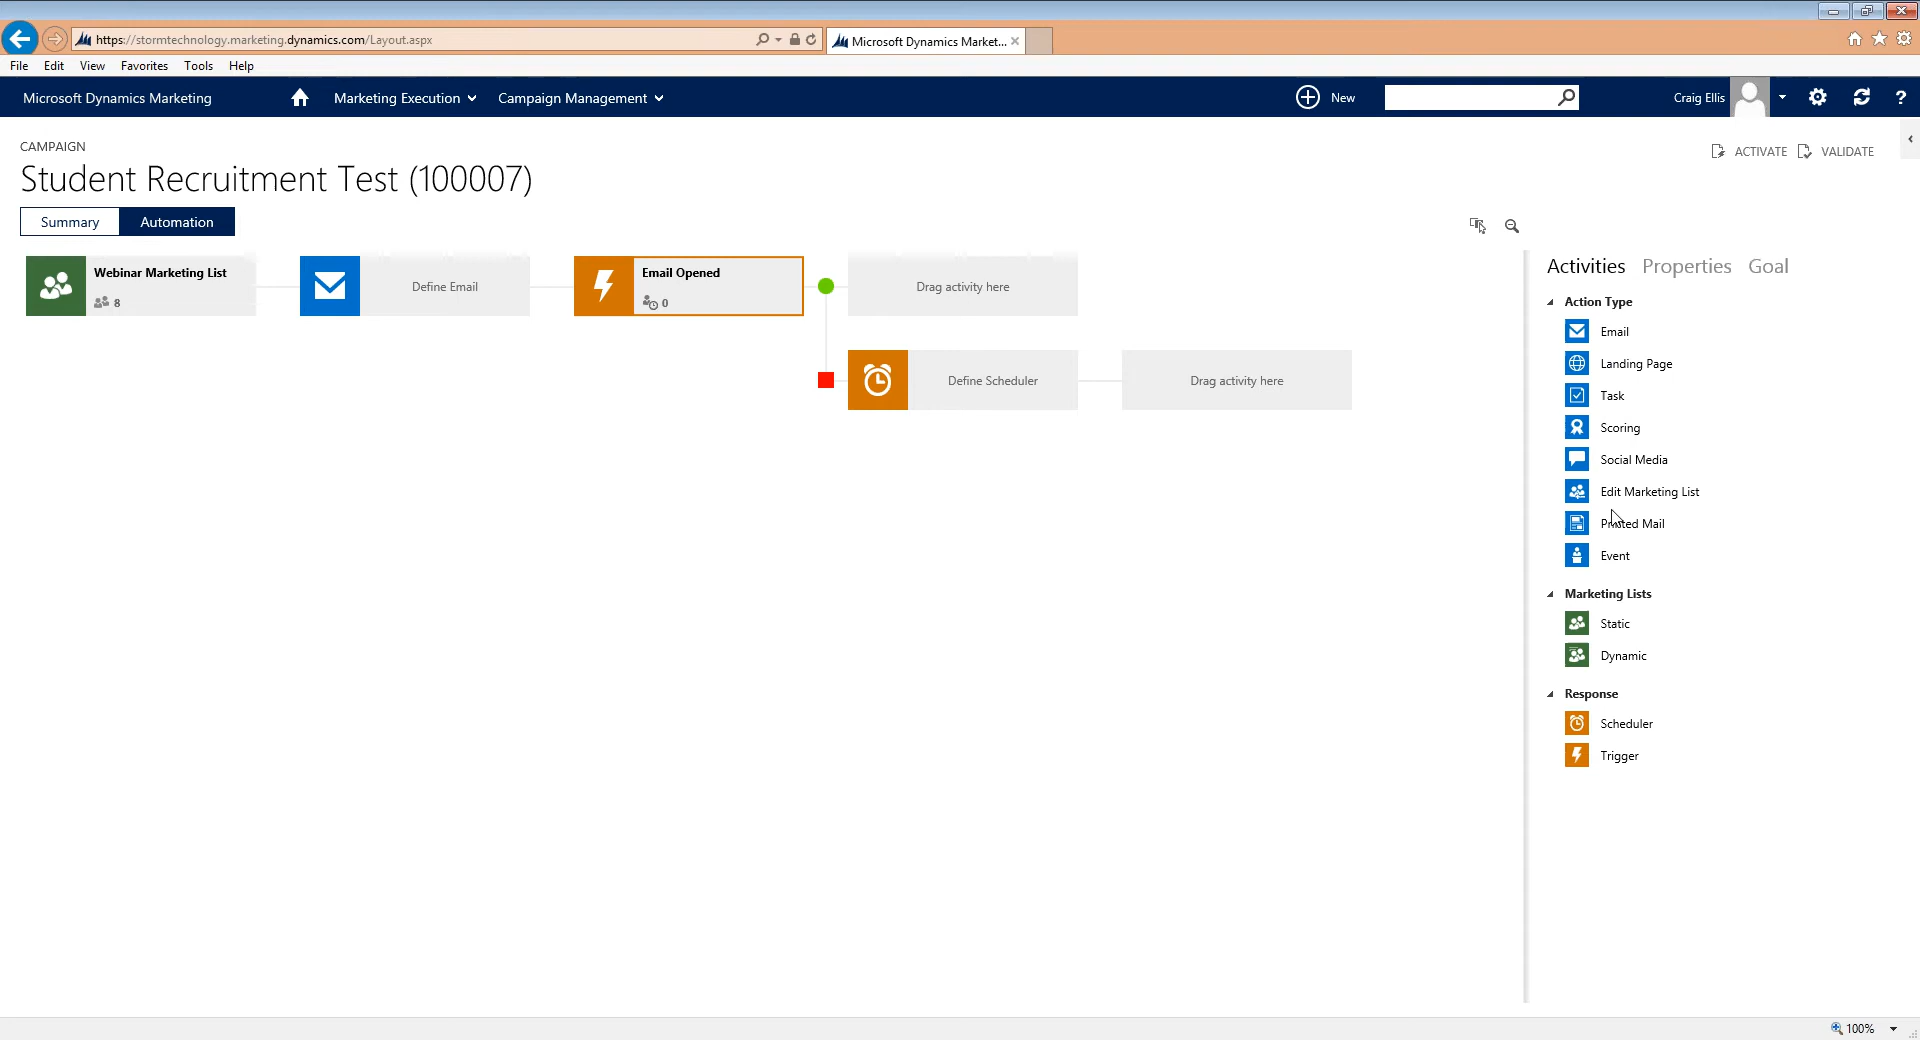 https://stormtechnology.marketing.dynamics.com/Layout.aspx
Microsoft Dynamics Market...
File Edit View Favorites Tools Help
Microsoft Dynamics Marketing
Marketing Execution
Campaign Management
New
Craig Ellis
?
CAMPAIGN
ACTIVATE
VALIDATE
Student Recruitment Test (100007)
Summary
Automation
Webinar Marketing List
8
Define Email
Email Opened
0
Drag activity here
Define Scheduler
Drag activity here
Activities Properties Goal
Action Type
Email
Landing Page
Task
Scoring
Social Media
Edit Marketing List
Printed Mail
Event
Marketing Lists
Static
Dynamic
Response
Scheduler
Trigger
100%